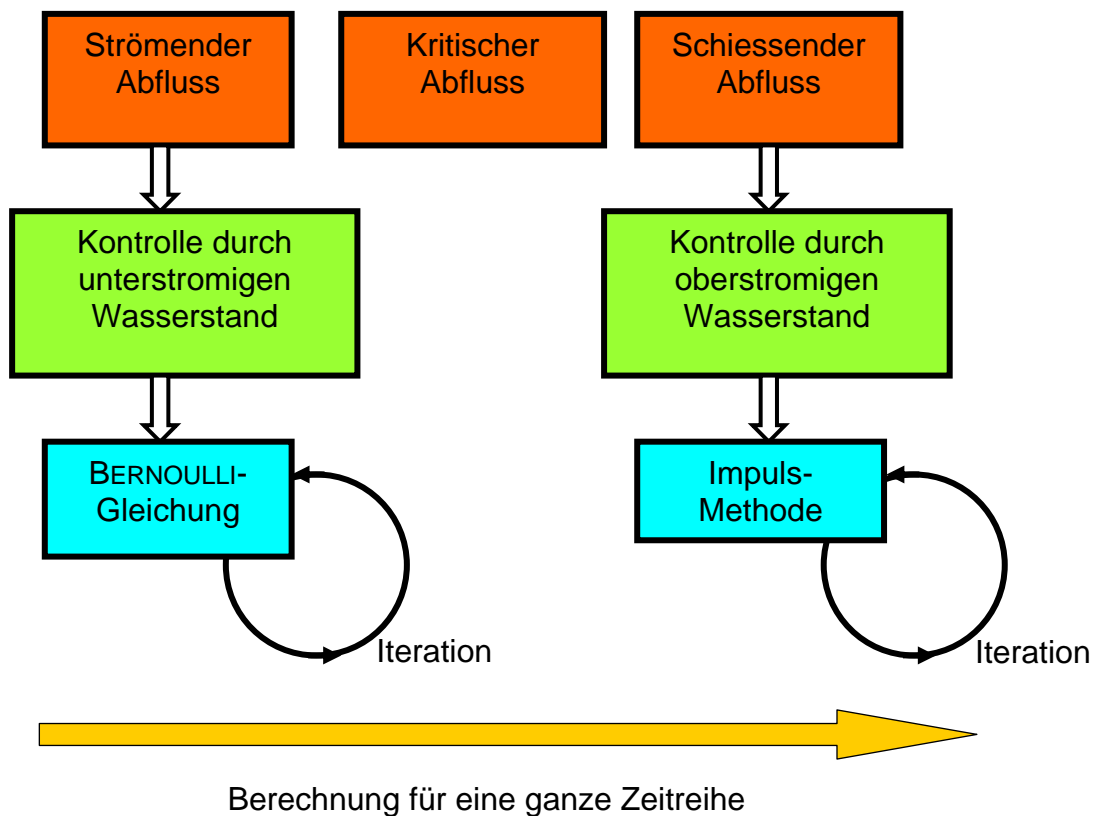 Strömender
Abfluss
Kritischer
Abfluss
Schiessender
Abfluss
Kontrolle durch
unterstromigen
Wasserstand
Kontrolle durch
oberstromigen
Wasserstand
BERNOULLI-
Gleichung
Impuls-
Methode
Iteration
Iteration
Berechnung für eine ganze Zeitreihe